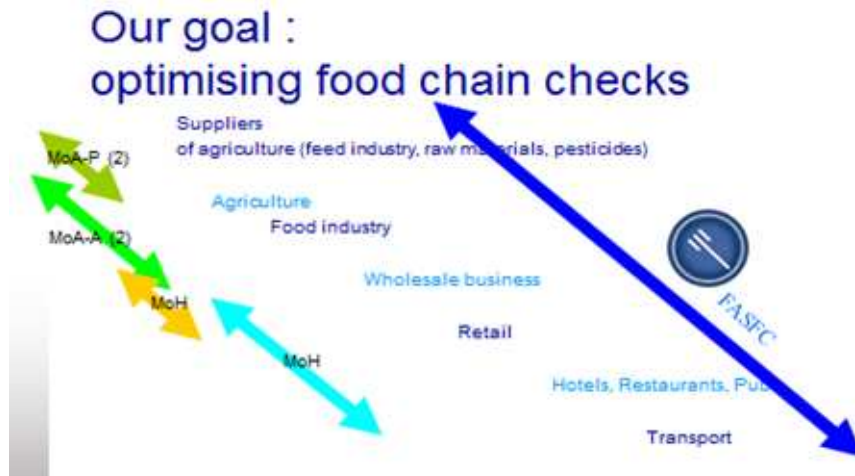 Our goal :
optimising food chain checks
Suppliers
of agriculture (feed industry, raw materials, pesticides)
MoA-P (2)
Agriculture
Food industry
MoA-A (2)
Wholesale business
MoH
FASFC
Retail
MoH
Hotels, Restaurants, Pub
Transport